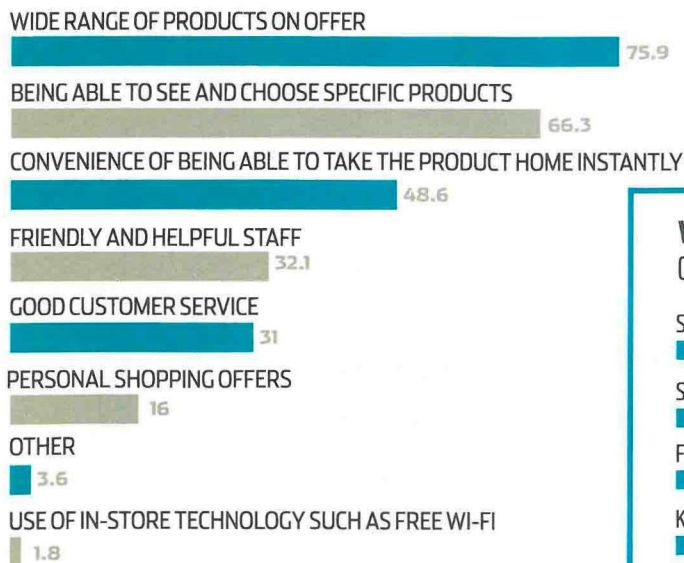 WIDE RANGE OF PRODUCTS ON OFFER
75.9
BEING ABLE TO SEE AND CHOOSE SPECIFIC PRODUCTS
66.3
CONVENIENCE OF BEING ABLE TO TAKE THE PRODUCT HOME INSTANTLY
48.6
FRIENDLY AND HELPFUL STAFF
32.1
GOOD CUSTOMER SERVICE
31
PERSONAL SHOPPING OFFERS
16
OTHER
3.6
USE OF IN-STORE TECHNOLOGY SUCH AS FREE WI-FI
1.8